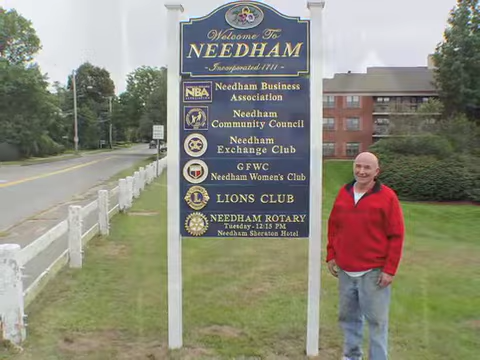 Welcome To
NEEDHAM
Incorporated 1711
NBA
Needham Business
Association
Needham
Community Council
Needham
Exchange Club
GFWC
Needham Women's Club
L
LIONS CLUB
NEEDHAM ROTARY
Tuesday - 12:15 PM
Needham Sheraton Hotel